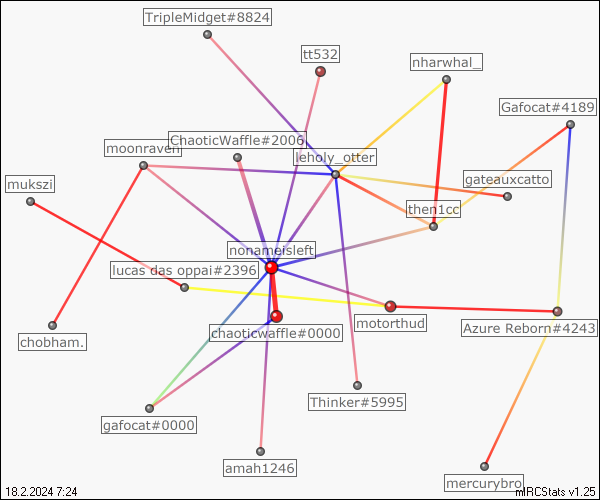 TripleMidget#8824
tt532
nharwhal_
Gafocat#4189
ChaoticWaffle#2006
moonraven
leholy_otter
gateauxcatto
mukszi
then1cc
nonameisleft
lucas das oppai#2396
motorthud
Azure Reborn#4243
chaoticwaffle#0000
chobham.
Thinker#5995
gafocat#0000
amah1246
mercurybro
18.2.2024 7:24
mIRCStats v1.25